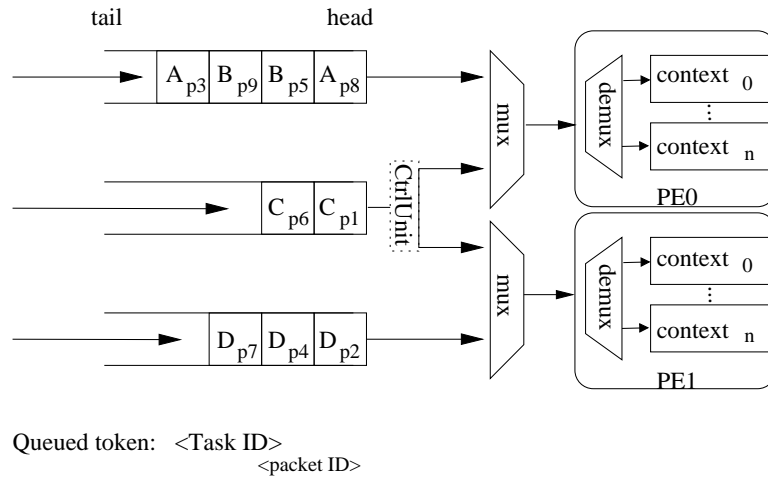 tail head
A p3 B p9 B p5 A p8
mux
demux
context 0
context n
PE0
C p6 C p1
CtrlUnit
mux
demux
context 0
context n
PE1
D p7 D p4 D p2
Queued token: <Task ID>
<packet ID>